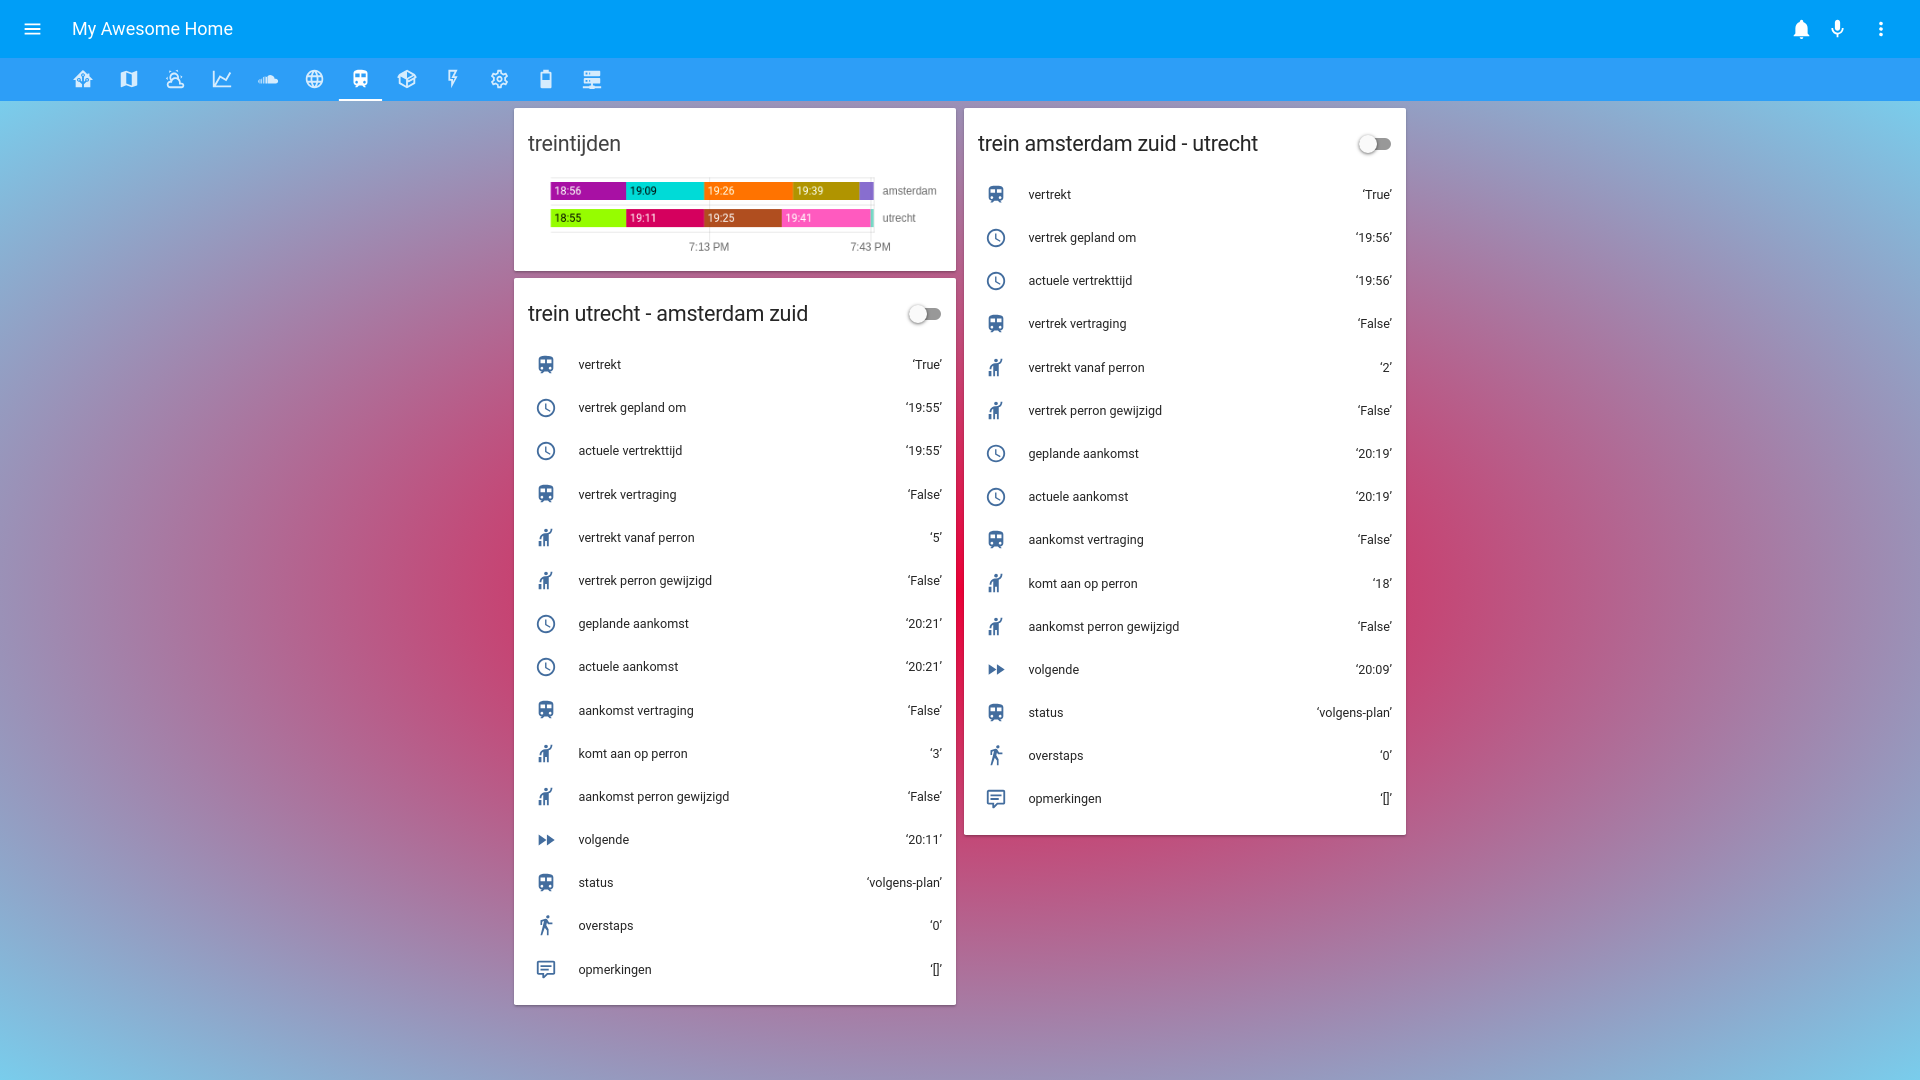 My Awesome Home
treintijden
18:56 19:09 19:26 19:39 amsterdam
18:55 19:11 19:25 19:41 utrecht
7:13 PM 7:43 PM
trein utrecht - amsterdam zuid
vertrekt ‘True’
vertrek gepland om ‘19:55’
actuele vertrekttijd ‘19:55’
vertrek vertraging ‘False’
vertrekt vanaf perron ‘5’
vertrek perron gewijzigd ‘False’
geplande aankomst ‘20:21’
actuele aankomst ‘20:21’
aankomst vertraging ‘False’
komt aan op perron ‘3’
aankomst perron gewijzigd ‘False’
volgende ‘20:11’
status ‘volgens-plan’
overstaps ‘0’
opmerkingen ‘[]’
trein amsterdam zuid - utrecht
vertrekt ‘True’
vertrek gepland om ‘19:56’
actuele vertrekttijd ‘19:56’
vertrek vertraging ‘False’
vertrekt vanaf perron ‘2’
vertrek perron gewijzigd ‘False’
geplande aankomst ‘20:19’
actuele aankomst ‘20:19’
aankomst vertraging ‘False’
komt aan op perron ‘18’
aankomst perron gewijzigd ‘False’
volgende ‘20:09’
status ‘volgens-plan’
overstaps ‘0’
opmerkingen ‘[]’